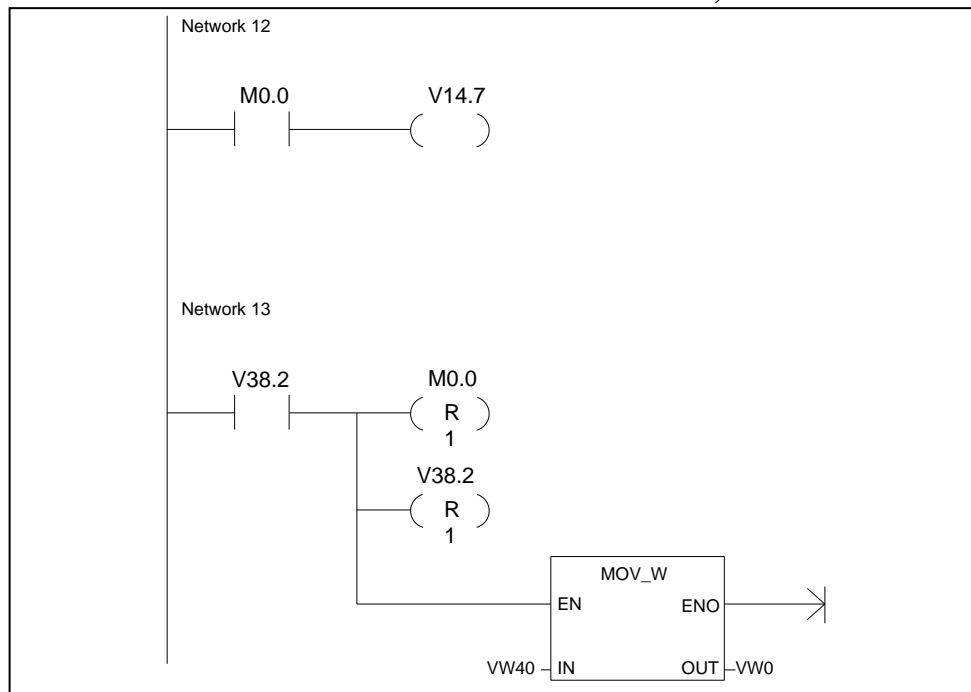 Network 12
M0.0 V14.7
Network 13
V38.2 M0.0
R
1
V38.2
R
1
MOV_W
EN ENO
VW40 IN OUT VW0